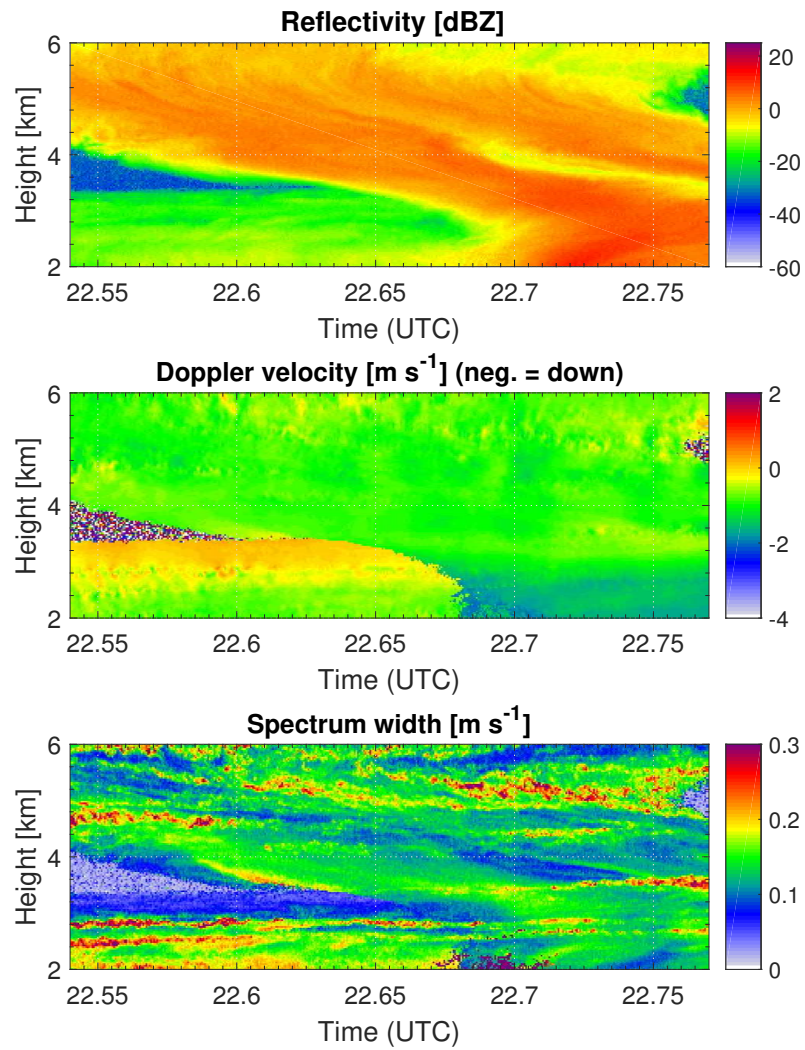 Reflectivity [dBZ]
6
4
2
Height [km]
22.55 22.6 22.65 22.7 22.75
Time (UTC)
20
0
-20
-40
-60
Doppler velocity [m s⁻¹] (neg. = down)
6
4
2
Height [km]
22.55 22.6 22.65 22.7 22.75
Time (UTC)
2
0
-2
-4
Spectrum width [m s⁻¹]
6
4
2
Height [km]
22.55 22.6 22.65 22.7 22.75
Time (UTC)
0.3
0.2
0.1
0